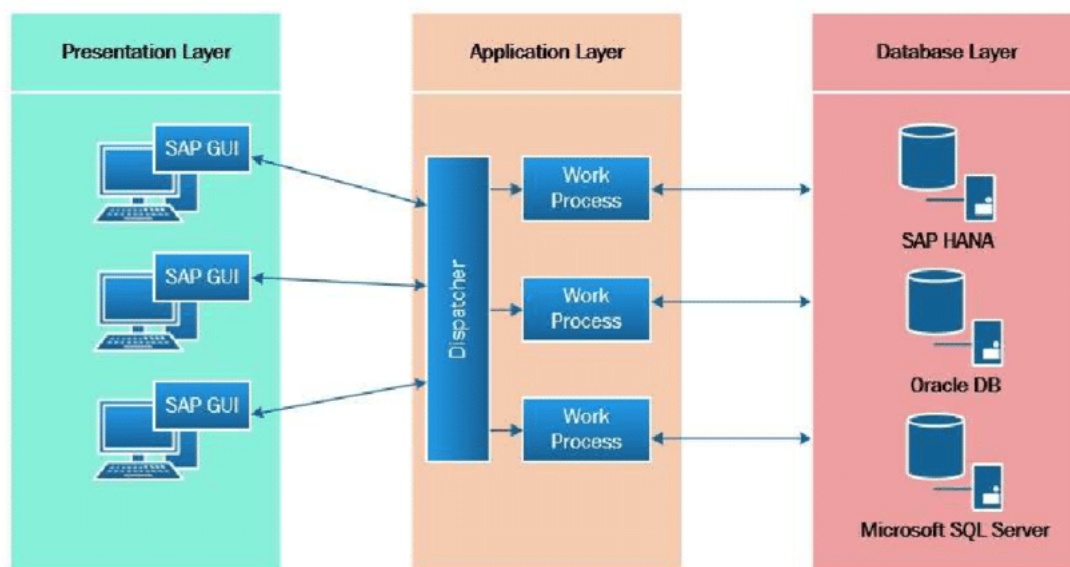 Presentation Layer
Application Layer
Database Layer
SAP GUI
SAP GUI
SAP GUI
Dispatcher
Work
Process
Work
Process
Work
Process
SAP HANA
Oracle DB
Microsoft SQL Server